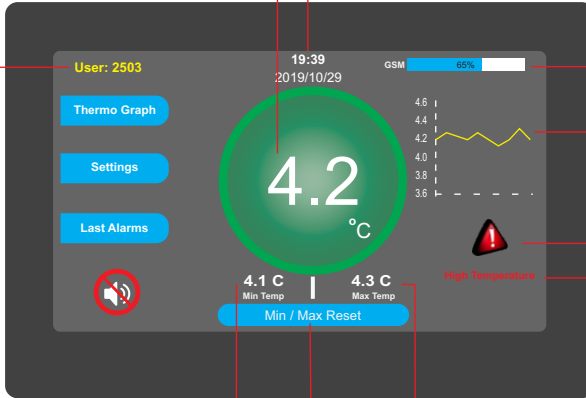 User: 2503
19:39
2019/10/29
GSM
65%
Thermo Graph
Settings
Last Alarms
4.2
°C
4.6
4.4
4.2
4.0
3.8
3.6
High Temperature
4.1 C
Min Temp
4.3 C
Max Temp
Min / Max Reset